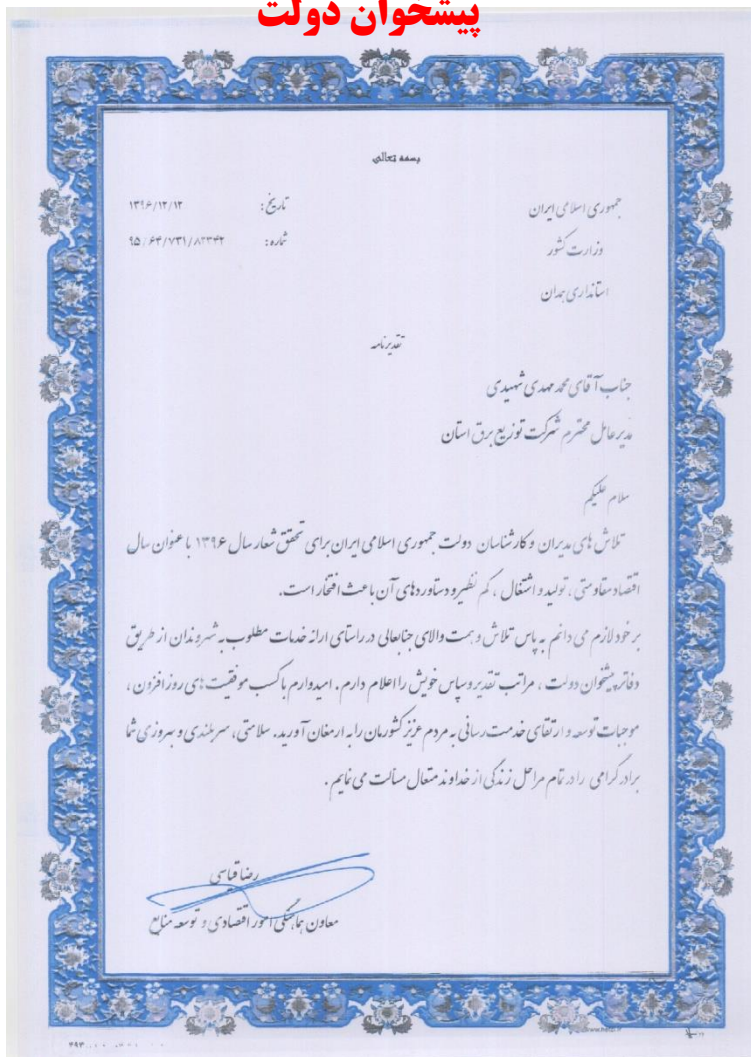 پیشخوان دولت
بسمه تعالی
جمهوری اسلامی ایران
تاریخ: ۱۳۹۶/۱۲/۱۲
وزارت کشور
شماره: ۹۵/۶۴/۷۳۱/۸۲۳۴۲
استانداری همدان
تقدیرنامه
جناب آقای محمد مهدی شهیدی
مدیرعامل محترم شرکت توزیع برق استان
سلام علیکم
تلاش های مدیران و کارشناسان دولت جمهوری اسلامی ایران برای تحقق شعار سال ۱۳۹۶ با عنوان سال
اقتصاد مقاومتی، تولید و اشتغال، کم نظیر و دستاوردهای آن باعث افتخار است.
بر خود لازم می دانم به پاس تلاش و همت والای جنابعالی در راستای ارائه خدمات مطلوب به شهروندان از طریق
دفاتر پیشخوان دولت، مراتب تقدیر و سپاس خویش را اعلام دارم. امیدوارم با کسب موفقیت های روزافزون،
موجبات توسعه و ارتقای خدمت رسانی به مردم عزیز کشورمان را به ارمغان آورید. سلامتی، سربلندی و بهروزی شما
برادر گرامی را در تمام مراحل زندگی از خداوند متعال مسألت می نمایم.
رضا قیاسی
معاون هماهنگی امور اقتصادی و توسعه منابع